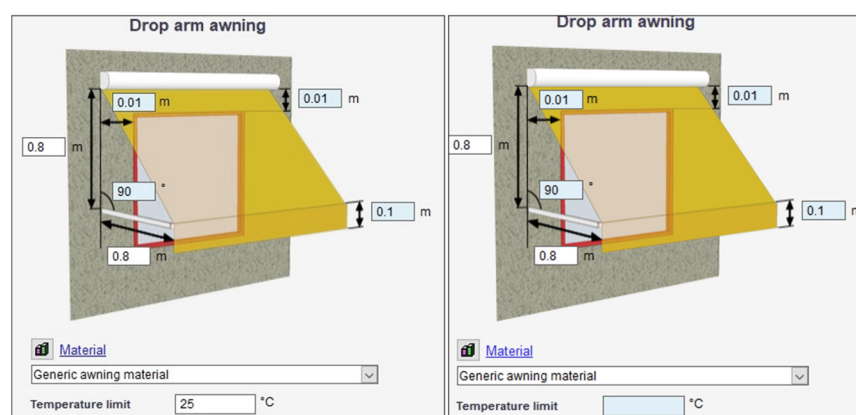 Drop arm awning
0.01 m
0.01 m
0.8 m
90 °
0.1 m
0.8 m
Material
Generic awning material
Temperature limit 25 °C
Drop arm awning
0.01 m
0.01 m
0.8 m
90 °
0.1 m
0.8 m
Material
Generic awning material
Temperature limit °C